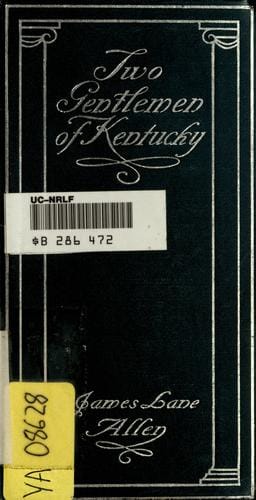 Two
Gentlemen
of Kentucky
UC-NRLF
$B 286 472
James Lane
Allen
YA 08628